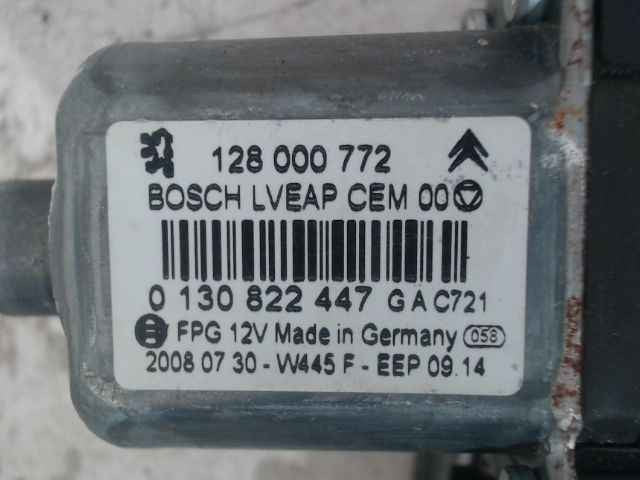 128 000 772
BOSCH LVEAP CEM 00
0 130 822 447 G A C721
FPG 12V Made in Germany 058
2008 07 30 - W445 F - EEP 09.14